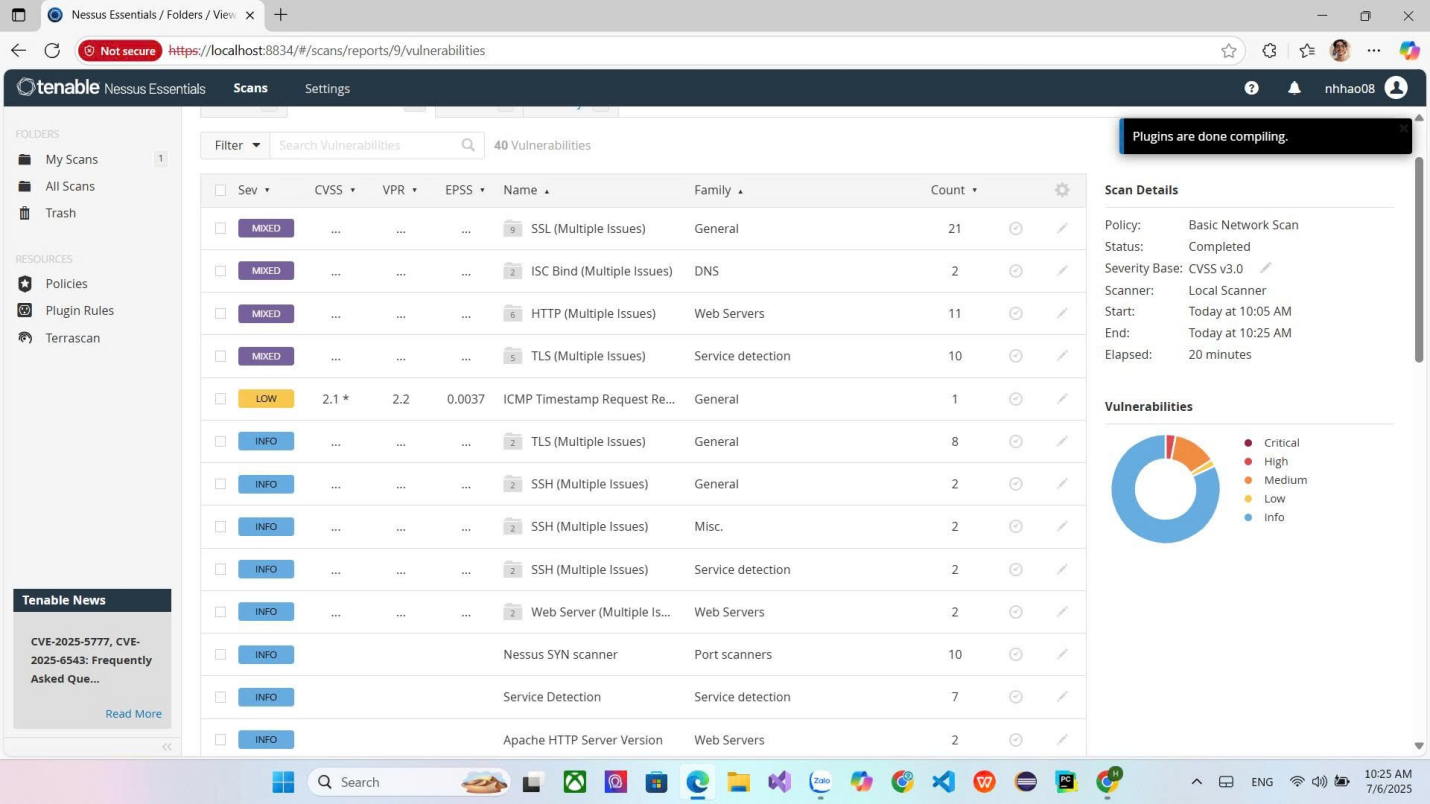 Nessus Essentials / Folders / View
Not secure https://localhost:8834/#/scans/reports/9/vulnerabilities
tenable Nessus Essentials Scans Settings nhhao08
Plugins are done compiling.
FOLDERS
My Scans 1
All Scans
Trash
RESOURCES
Policies
Plugin Rules
Terrascan
Tenable News
CVE-2025-5777, CVE-
2025-6543: Frequently
Asked Que...
Read More
Filter Search Vulnerabilities 40 Vulnerabilities
Sev CVSS VPR EPSS Name Family Count
MIXED ... ... ... 9 SSL (Multiple Issues) General 21
MIXED ... ... ... 2 ISC Bind (Multiple Issues) DNS 2
MIXED ... ... ... 6 HTTP (Multiple Issues) Web Servers 11
MIXED ... ... ... 5 TLS (Multiple Issues) Service detection 10
LOW 2.1 * 2.2 0.0037 ICMP Timestamp Request Re... General 1
INFO ... ... ... 2 TLS (Multiple Issues) General 8
INFO ... ... ... 2 SSH (Multiple Issues) General 2
INFO ... ... ... 2 SSH (Multiple Issues) Misc. 2
INFO ... ... ... 2 SSH (Multiple Issues) Service detection 2
INFO ... ... ... 2 Web Server (Multiple Is... Web Servers 2
INFO Nessus SYN scanner Port scanners 10
INFO Service Detection Service detection 7
INFO Apache HTTP Server Version Web Servers 2
Scan Details
Policy: Basic Network Scan
Status: Completed
Severity Base: CVSS v3.0
Scanner: Local Scanner
Start: Today at 10:05 AM
End: Today at 10:25 AM
Elapsed: 20 minutes
Vulnerabilities
Critical
High
Medium
Low
Info
Search
Zalo
PC
H
ENG
10:25 AM
7/6/2025